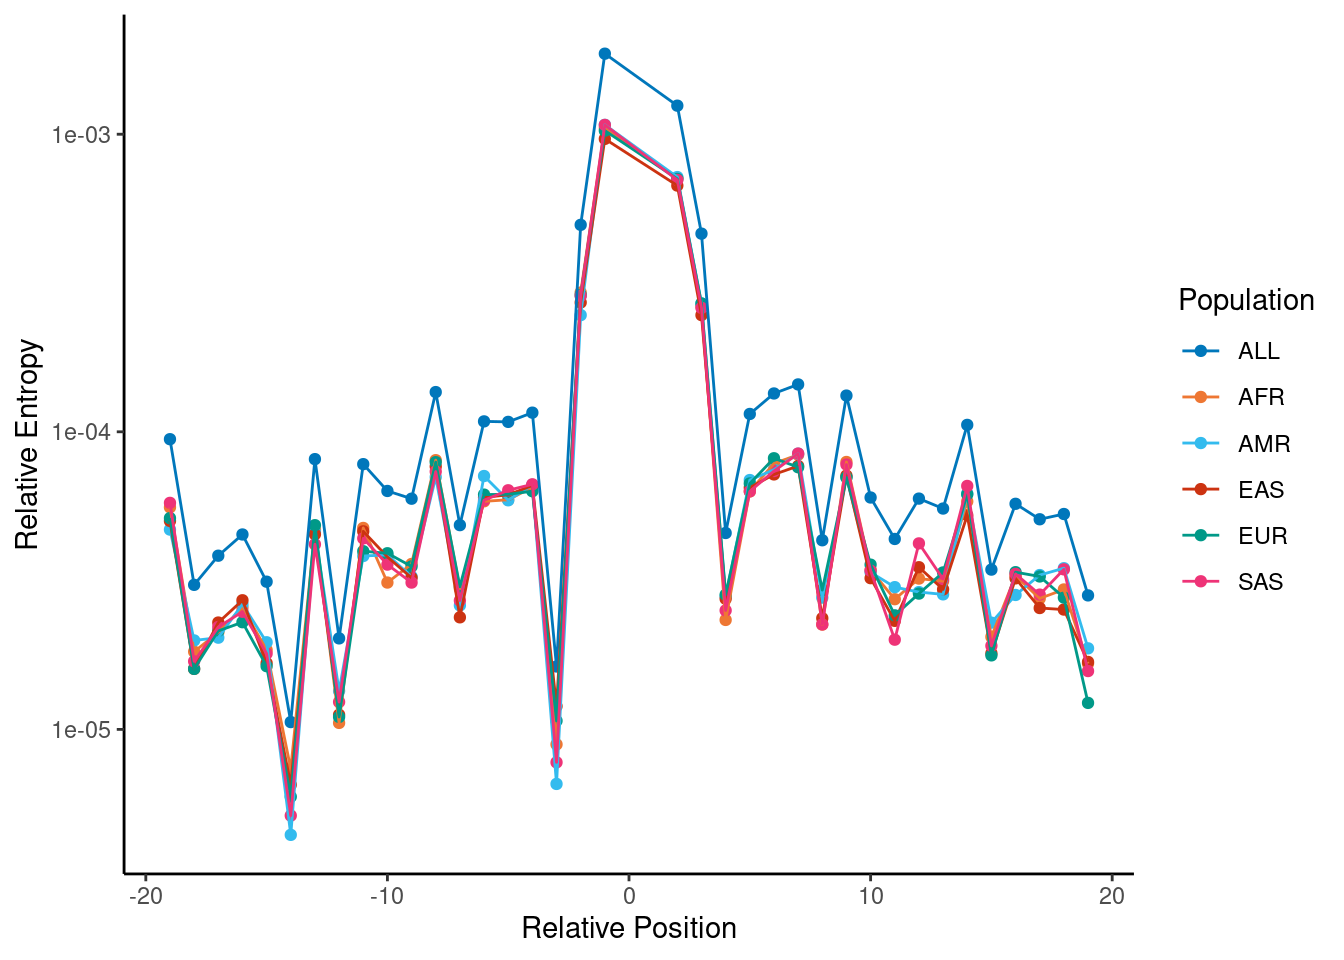 1e-03
1e-04
1e-05
Relative Entropy
-20
-10
0
10
20
Relative Position
Population
ALL
AFR
AMR
EAS
EUR
SAS